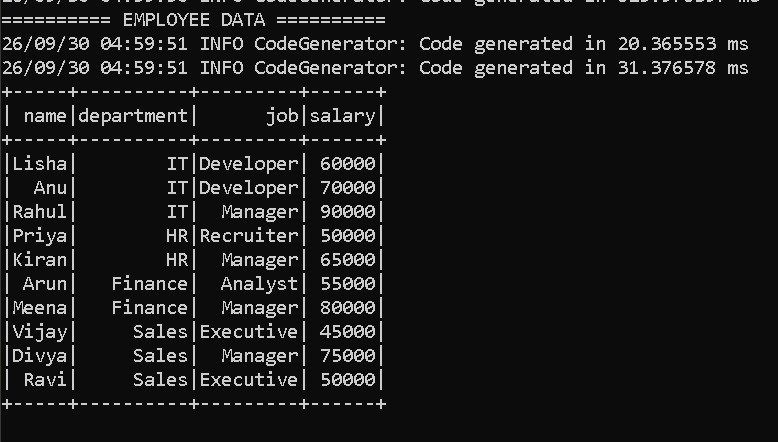 ========== EMPLOYEE DATA ==========
26/09/30 04:59:51 INFO CodeGenerator: Code generated in 20.365553 ms
26/09/30 04:59:51 INFO CodeGenerator: Code generated in 31.376578 ms
+-----+----------+---------+------+
| name|department|      job|salary|
+-----+----------+---------+------+
|Lisha|        IT|Developer| 60000|
|  Anu|        IT|Developer| 70000|
|Rahul|        IT|  Manager| 90000|
|Priya|        HR|Recruiter| 50000|
|Kiran|        HR|  Manager| 65000|
| Arun|   Finance|  Analyst| 55000|
|Meena|   Finance|  Manager| 80000|
|Vijay|     Sales|Executive| 45000|
|Divya|     Sales|  Manager| 75000|
| Ravi|     Sales|Executive| 50000|
+-----+----------+---------+------+